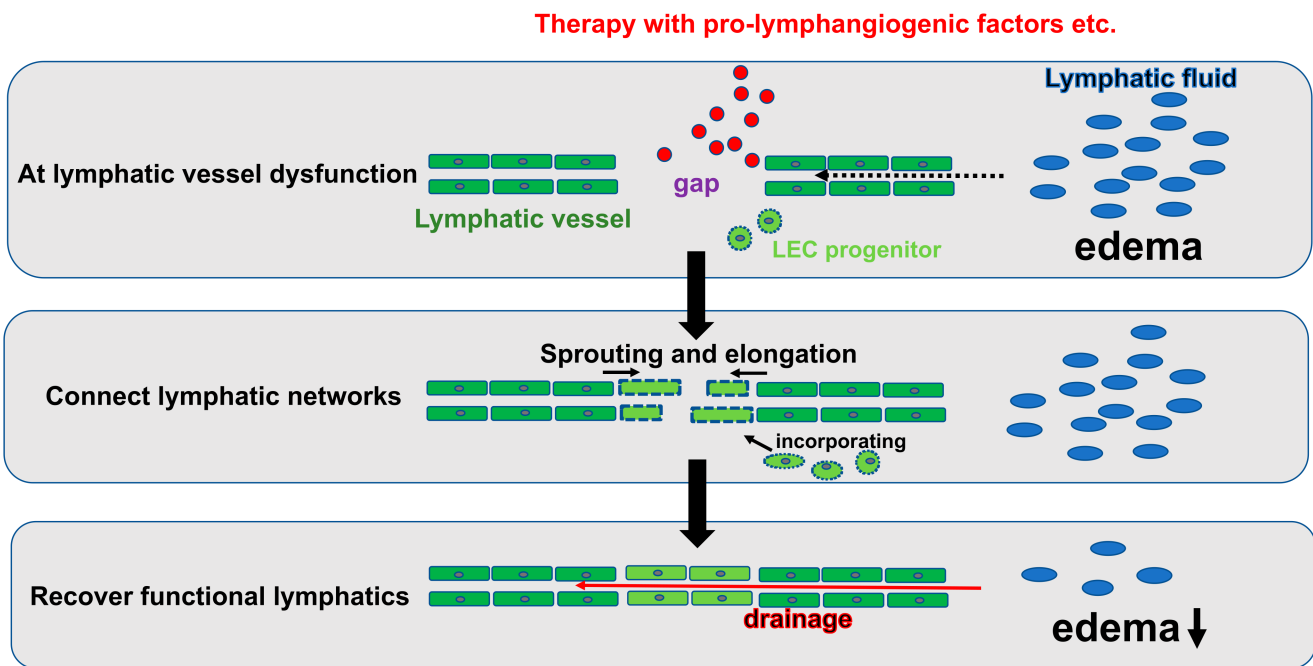 Therapy with pro-lymphangiogenic factors etc.
Lymphatic fluid
At lymphatic vessel dysfunction
gap
Lymphatic vessel
LEC progenitor
edema
Sprouting and elongation
Connect lymphatic networks
incorporating
Recover functional lymphatics
drainage
edema